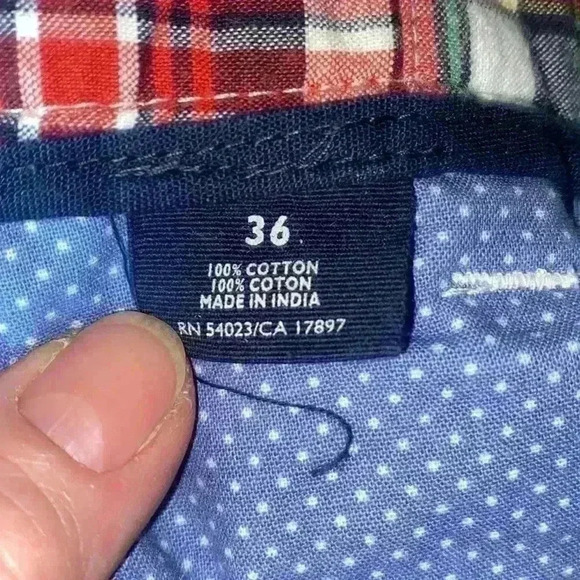 36
100% COTTON
100% COTON
MADE IN INDIA
RN 54023/CA 17897